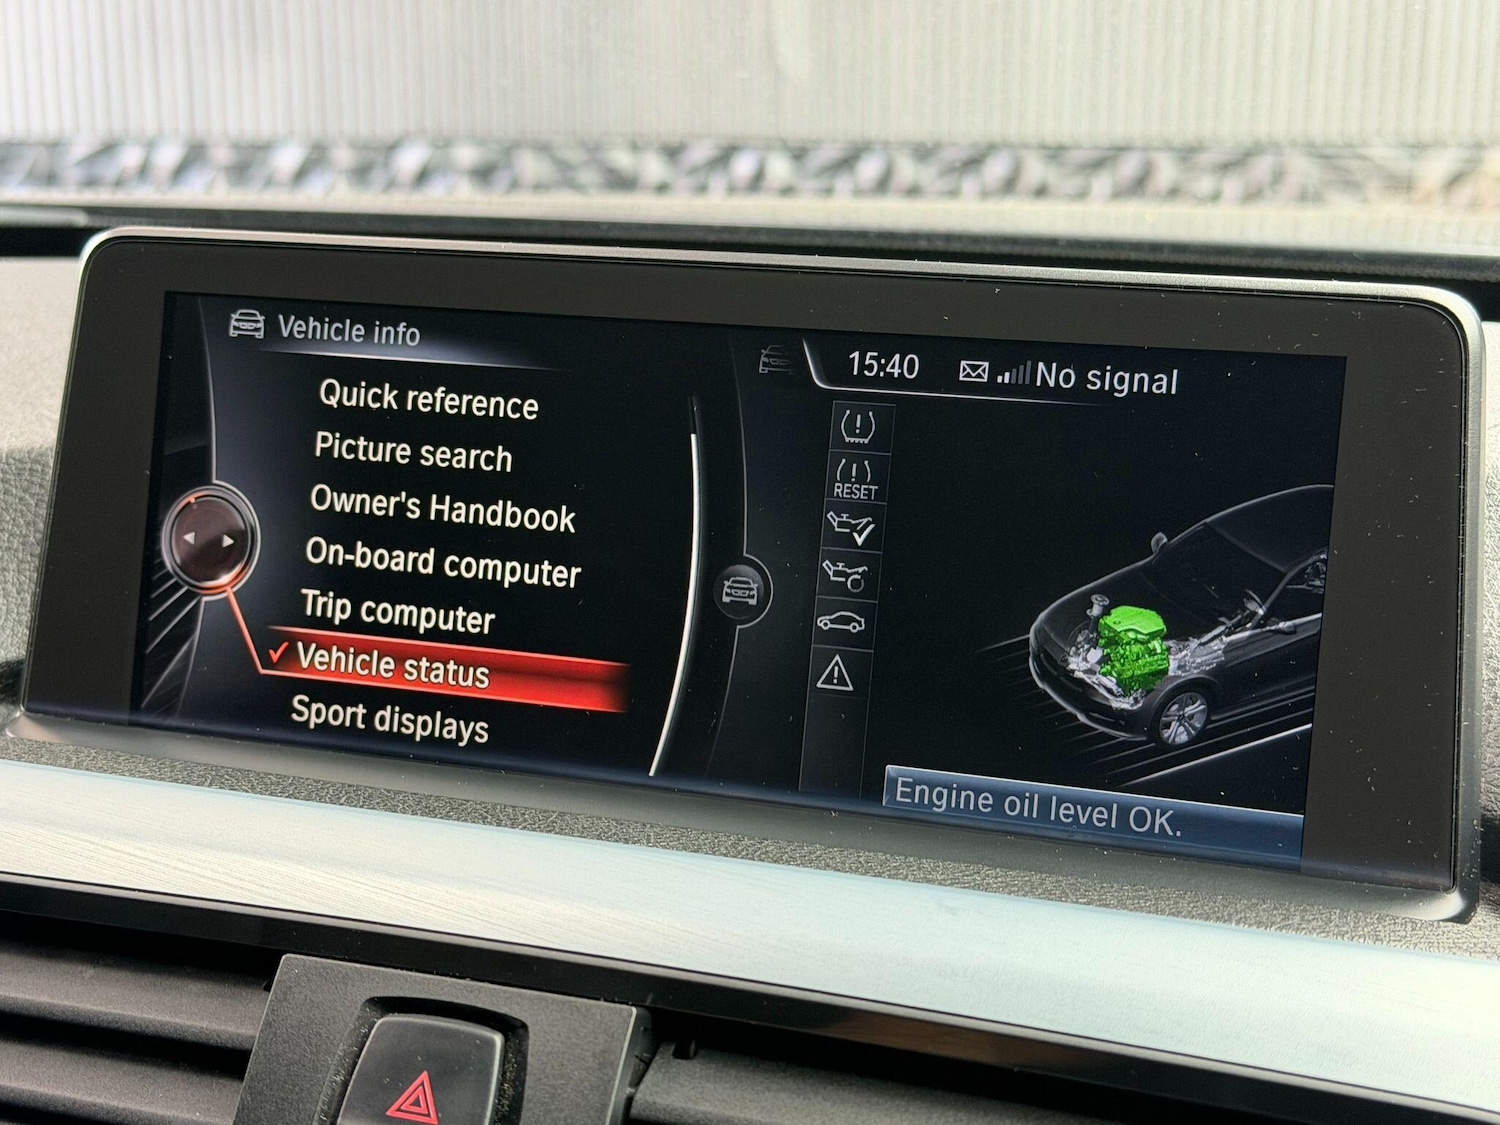 Vehicle info
Quick reference
Picture search
Owner's Handbook
On-board computer
Trip computer
Vehicle status
Sport displays
15:40 No signal
RESET
Engine oil level OK.